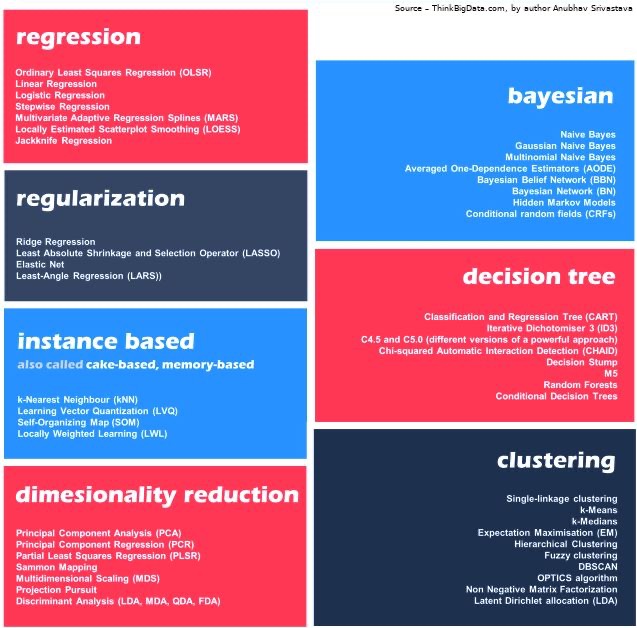 Source – ThinkBigData.com, by author Anubhav Srivastava
regression
Ordinary Least Squares Regression (OLSR)
Linear Regression
Logistic Regression
Stepwise Regression
Multivariate Adaptive Regression Splines (MARS)
Locally Estimated Scatterplot Smoothing (LOESS)
Jackknife Regression
regularization
Ridge Regression
Least Absolute Shrinkage and Selection Operator (LASSO)
Elastic Net
Least-Angle Regression (LARS))
instance based
also called cake-based, memory-based
k-Nearest Neighbour (kNN)
Learning Vector Quantization (LVQ)
Self-Organizing Map (SOM)
Locally Weighted Learning (LWL)
dimesionality reduction
Principal Component Analysis (PCA)
Principal Component Regression (PCR)
Partial Least Squares Regression (PLSR)
Sammon Mapping
Multidimensional Scaling (MDS)
Projection Pursuit
Discriminant Analysis (LDA, MDA, QDA, FDA)
bayesian
Naive Bayes
Gaussian Naive Bayes
Multinomial Naive Bayes
Averaged One-Dependence Estimators (AODE)
Bayesian Belief Network (BBN)
Bayesian Network (BN)
Hidden Markov Models
Conditional random fields (CRFs)
decision tree
Classification and Regression Tree (CART)
Iterative Dichotomiser 3 (ID3)
C4.5 and C5.0 (different versions of a powerful approach)
Chi-squared Automatic Interaction Detection (CHAID)
Decision Stump
M5
Random Forests
Conditional Decision Trees
clustering
Single-linkage clustering
k-Means
k-Medians
Expectation Maximisation (EM)
Hierarchical Clustering
Fuzzy clustering
DBSCAN
OPTICS algorithm
Non Negative Matrix Factorization
Latent Dirichlet allocation (LDA)